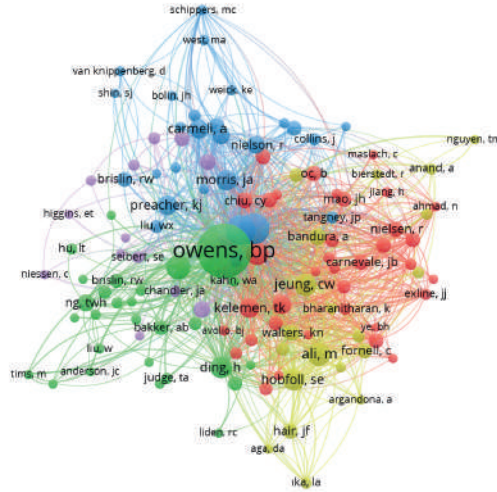 schippers, mc
west, ma
van knippenberg, d
shin, sj
bolin, jh
weick, ke
carmeli, a
nielson, r
collins, j
nguyen, tn
maslach, c
brislin, rw
morris, ja
oc, b
bierstedt, r
anand, a
chiu, cy
mao, jh
jiang, h
ahmad, n
higgins, et
preacher, kj
liu, wx
tangney, jp
nielsen, r
hu, lt
seibert, se
owens, bp
bandura, a
carnevale, jb
niessen, c
brislin, rw
chandler, ja
kahn, wa
jeung, cw
exline, jj
ng, twh
kelemen, tk
bharanitharan, k
bakker, ab
avolio, bj
walters, kn
ye, bh
fornell, c
tims, m
anderson, jc
liu, w
judge, ta
ding, h
ali, m
hobfoll, se
argandona, a
liden, rc
hair, jf
aga, da
ika, la